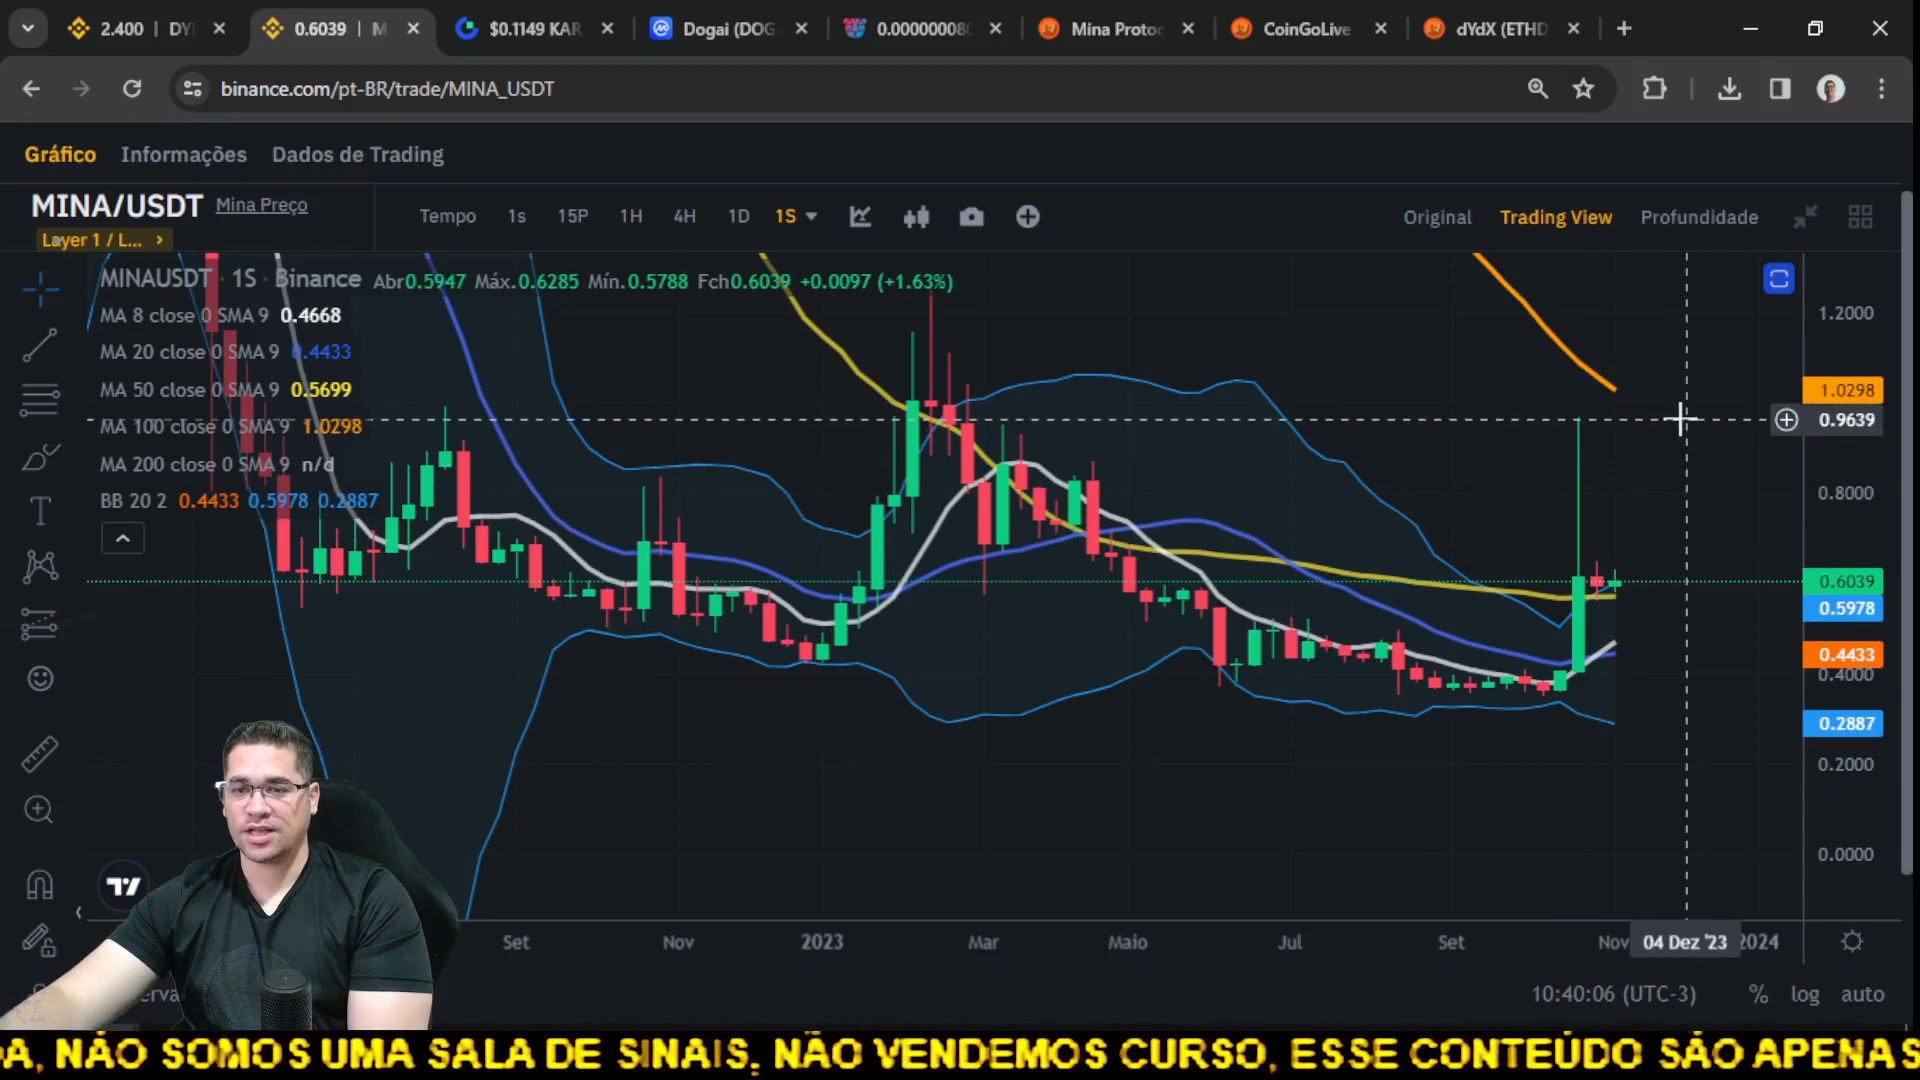 2.400 | DY
0.6039 | M
$0.1149 KAR
Dogai (DOG
0.00000008
Mina Protoc
CoinGoLive
dYdX (ETHD
binance.com/pt-BR/trade/MINA_USDT
Gráfico Informações Dados de Trading
MINA/USDT Mina Preço
Layer 1 / L... >
Tempo 1s 15P 1H 4H 1D 1S
Original Trading View Profundidade
MINAUSDT · 1S · Binance Abr0.5947 Máx.0.6285 Mín.0.5788 Fch0.6039 +0.0097 (+1.63%)
MA 8 close 0 SMA 9 0.4668
MA 20 close 0 SMA 9 0.4433
MA 50 close 0 SMA 9 0.5699
MA 100 close 0 SMA 9 1.0298
MA 200 close 0 SMA 9 n/d
BB 20 2 0.4433 0.5978 0.2887
1.2000
1.0298
0.9639
0.8000
0.6039
0.5978
0.4433
0.4000
0.2887
0.2000
0.0000
Set Nov 2023 Mar Maio Jul Set Nov 04 Dez '23 2024
10:40:06 (UTC-3) % log auto
DA, NÃO SOMOS UMA SALA DE SINAIS, NÃO VENDEMOS CURSO, ESSE CONTEÚDO SÃO APENAS